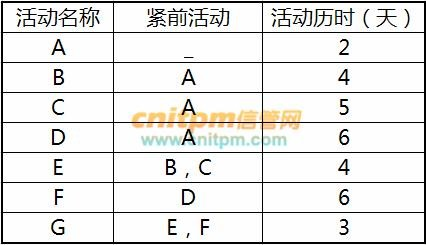 活动名称 紧前活动 活动历时（天）
A _ 2
B A 4
C A 5
D A 6
E B，C 4
F D 6
G E，F 3
cnitpm信管网
www.cnitpm.com